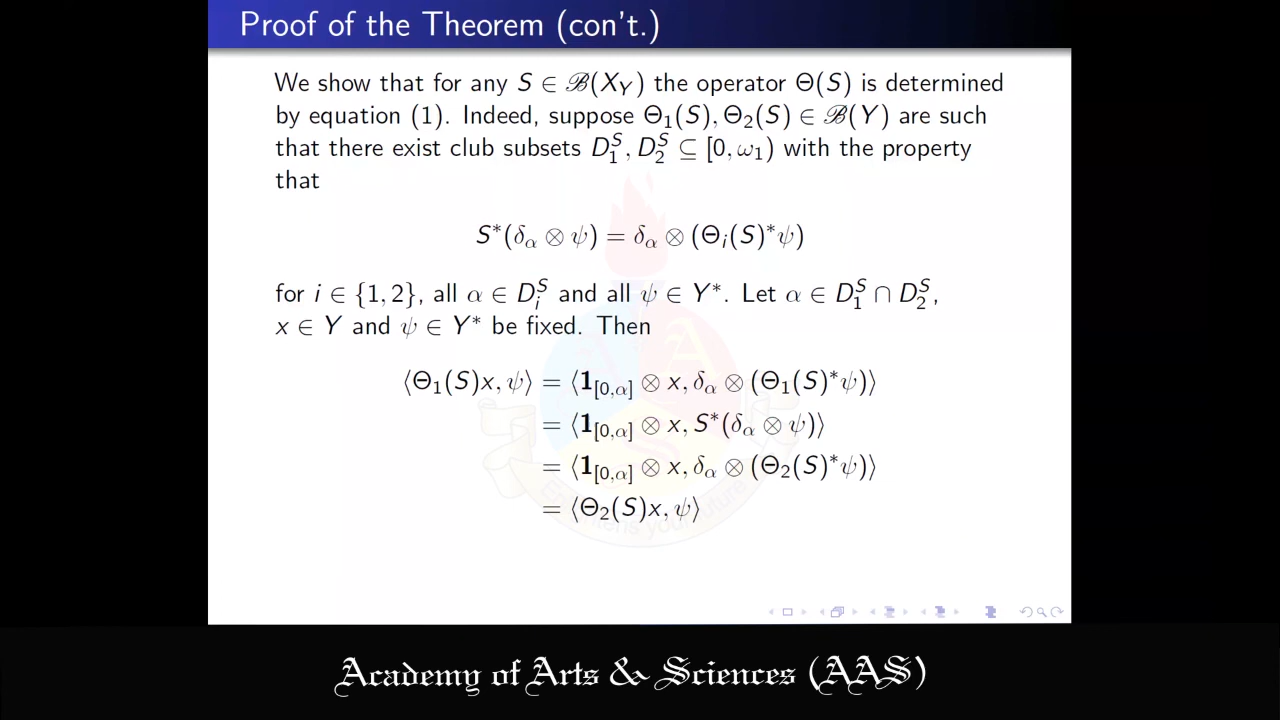 Proof of the Theorem (con't.)
We show that for any S ∈ ℬ(X_Y) the operator Θ(S) is determined
by equation (1). Indeed, suppose Θ₁(S), Θ₂(S) ∈ ℬ(Y) are such
that there exist club subsets D₁^S, D₂^S ⊆ [0, ω₁) with the property
that
S*(δ_α ⊗ ψ) = δ_α ⊗ (Θ_i(S)*ψ)
for i ∈ {1, 2}, all α ∈ D_i^S and all ψ ∈ Y*. Let α ∈ D₁^S ∩ D₂^S,
x ∈ Y and ψ ∈ Y* be fixed. Then
⟨Θ₁(S)x, ψ⟩ = ⟨𝟏_[0,α] ⊗ x, δ_α ⊗ (Θ₁(S)*ψ)⟩
= ⟨𝟏_[0,α] ⊗ x, S*(δ_α ⊗ ψ)⟩
= ⟨𝟏_[0,α] ⊗ x, δ_α ⊗ (Θ₂(S)*ψ)⟩
= ⟨Θ₂(S)x, ψ⟩
Academy of Arts & Sciences (AAS)